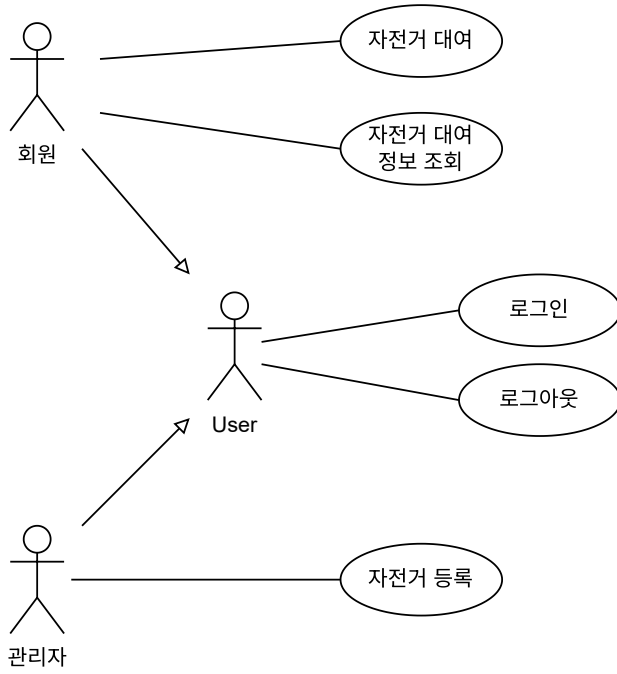 자전거 대여
자전거 대여
정보 조회
회원
로그인
로그아웃
User
자전거 등록
관리자